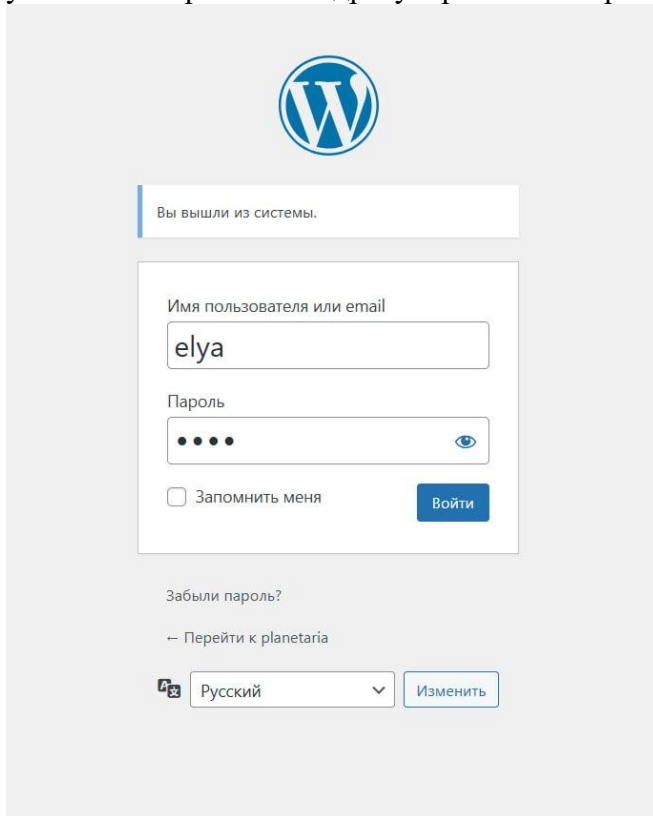 Вы вышли из системы.
Имя пользователя или email
elya
Пароль
••••
Запомнить меня
Войти
Забыли пароль?
← Перейти к planetaria
Русский
Изменить